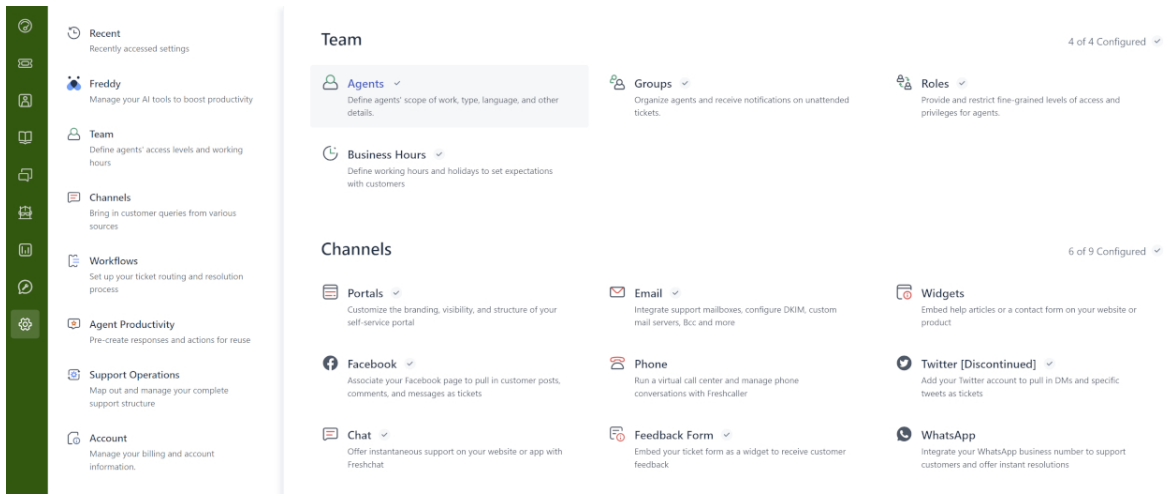 Recent
Recently accessed settings
Freddy
Manage your AI tools to boost productivity
Team
Define agents' access levels and working
hours
Channels
Bring in customer queries from various
sources
Workflows
Set up your ticket routing and resolution
process
Agent Productivity
Pre-create responses and actions for reuse
Support Operations
Map out and manage your complete
support structure
Account
Manage your billing and account
information.
Team
4 of 4 Configured
Agents
Define agents' scope of work, type, language, and other
details.
Groups
Organize agents and receive notifications on unattended
tickets.
Roles
Provide and restrict fine-grained levels of access and
privileges for agents.
Business Hours
Define working hours and holidays to set expectations
with customers
Channels
6 of 9 Configured
Portals
Customize the branding, visibility, and structure of your
self-service portal
Email
Integrate support mailboxes, configure DKIM, custom
mail servers, Bcc and more
Widgets
Embed help articles or a contact form on your website or
product
Facebook
Associate your Facebook page to pull in customer posts,
comments, and messages as tickets
Phone
Run a virtual call center and manage phone
conversations with Freshcaller
Twitter [Discontinued]
Add your Twitter account to pull in DMs and specific
tweets as tickets
Chat
Offer instantaneous support on your website or app with
Freshchat
Feedback Form
Embed your ticket form as a widget to receive customer
feedback
WhatsApp
Integrate your WhatsApp business number to support
customers and offer instant resolutions